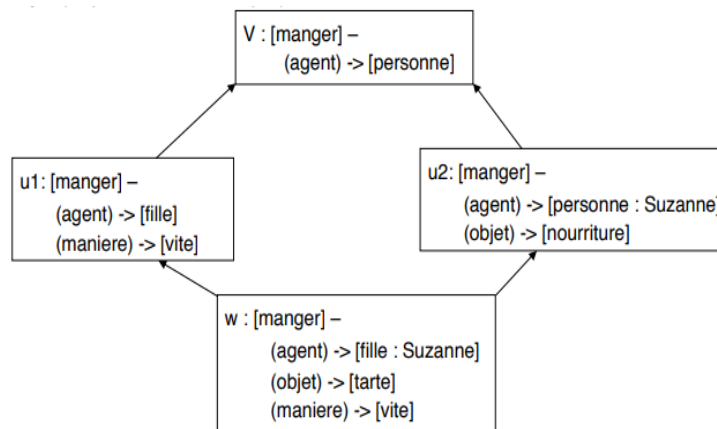 V : [manger] –
(agent) -> [personne]
u1: [manger] –
(agent) -> [fille]
(maniere) -> [vite]
u2: [manger] –
(agent) -> [personne : Suzanne]
(objet) -> [nourriture]
w : [manger] –
(agent) -> [fille : Suzanne]
(objet) -> [tarte]
(maniere) -> [vite]